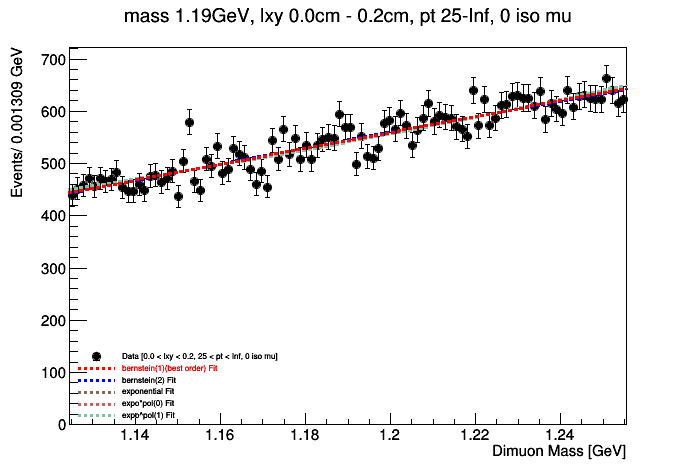 mass 1.19GeV, lxy 0.0cm - 0.2cm, pt 25-Inf, 0 iso mu
Events/ 0.001309 GeV
700
600
500
400
300
200
100
0
Data [0.0 < lxy < 0.2, 25 < pt < Inf, 0 iso mu]
bernstein(1)(best order) Fit
bernstein(2) Fit
exponential Fit
expo*pol(0) Fit
expo*pol(1) Fit
1.14 1.16 1.18 1.2 1.22 1.24
Dimuon Mass [GeV]